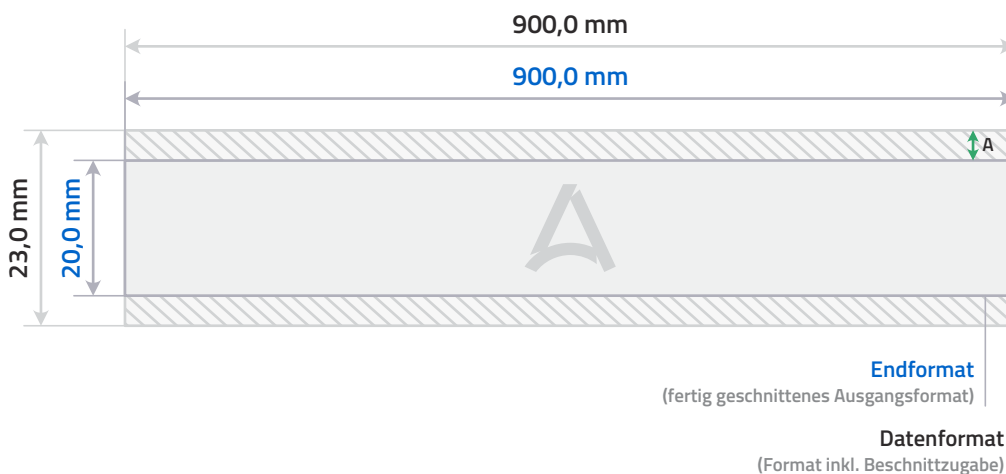 900,0 mm
900,0 mm
A
23,0 mm
20,0 mm
Endformat
(fertig geschnittenes Ausgangsformat)
Datenformat
(Format inkl. Beschnittzugabe)